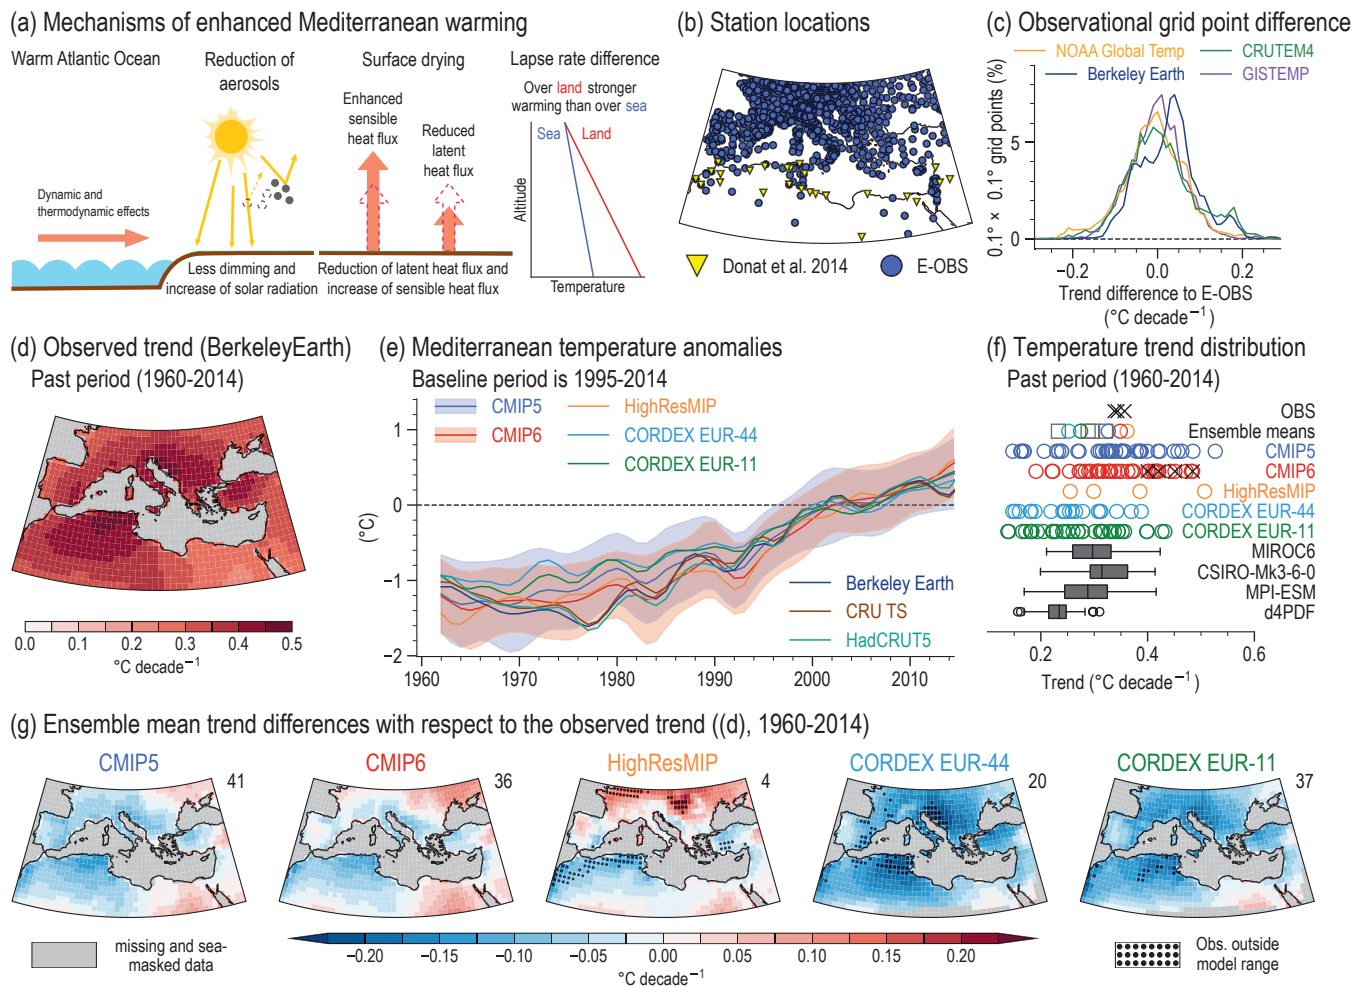 (a) Mechanisms of enhanced Mediterranean warming
Warm Atlantic Ocean
Reduction of
aerosols
Surface drying
Lapse rate difference
Over land stronger
warming than over sea
Enhanced
sensible
heat flux
Reduced
latent
heat flux
Sea
Land
Altitude
Temperature
Dynamic and
thermodynamic effects
Less dimming and
increase of solar radiation
Reduction of latent heat flux and
increase of sensible heat flux
(b) Station locations
Donat et al. 2014
E-OBS
(c) Observational grid point difference
NOAA Global Temp
CRUTEM4
Berkeley Earth
GISTEMP
0.1° × 0.1° grid points (%)
5
0
−0.2
0.0
0.2
Trend difference to E-OBS
(°C decade−1)
(d) Observed trend (BerkeleyEarth)
Past period (1960-2014)
0.0 0.1 0.2 0.3 0.4 0.5
°C decade−1
(e) Mediterranean temperature anomalies
Baseline period is 1995-2014
CMIP5
HighResMIP
CMIP6
CORDEX EUR-44
CORDEX EUR-11
(°C)
1
0
−1
−2
Berkeley Earth
CRU TS
HadCRUT5
1960 1970 1980 1990 2000 2010
(f) Temperature trend distribution
Past period (1960-2014)
OBS
Ensemble means
CMIP5
CMIP6
HighResMIP
CORDEX EUR-44
CORDEX EUR-11
MIROC6
CSIRO-Mk3-6-0
MPI-ESM
d4PDF
0.2 0.4 0.6
Trend (°C decade−1)
(g) Ensemble mean trend differences with respect to the observed trend ((d), 1960-2014)
CMIP5
41
CMIP6
36
HighResMIP
4
CORDEX EUR-44
20
CORDEX EUR-11
37
missing and sea-
masked data
−0.20 −0.15 −0.10 −0.05 0.00 0.05 0.10 0.15 0.20
°C decade−1
Obs. outside
model range